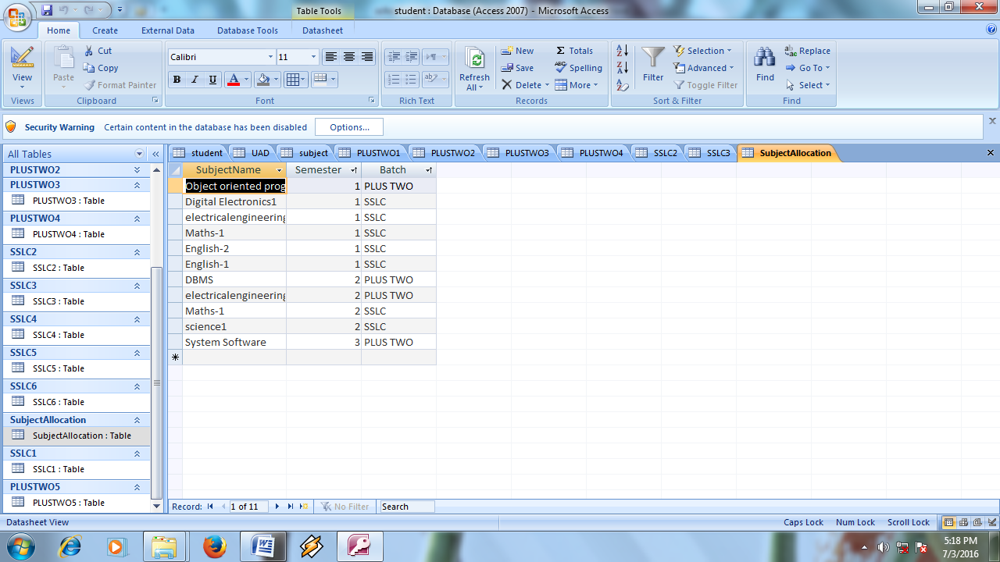 Table Tools
student : Database (Access 2007) - Microsoft Access
Home Create External Data Database Tools Datasheet
View
Views
Paste
Cut
Copy
Format Painter
Clipboard
Calibri 11
B I U A
Font
Rich Text
Refresh All
New
Save
Delete
Σ Totals
Spelling
More
Records
Filter
Selection
Advanced
Toggle Filter
Sort & Filter
Find
Replace
Go To
Select
Find
Security Warning Certain content in the database has been disabled Options...
All Tables
PLUSTWO2
PLUSTWO3
PLUSTWO3 : Table
PLUSTWO4
PLUSTWO4 : Table
SSLC2
SSLC2 : Table
SSLC3
SSLC3 : Table
SSLC4
SSLC4 : Table
SSLC5
SSLC5 : Table
SSLC6
SSLC6 : Table
SubjectAllocation
SubjectAllocation : Table
SSLC1
SSLC1 : Table
PLUSTWO5
PLUSTWO5 : Table
student UAD subject PLUSTWO1 PLUSTWO2 PLUSTWO3 PLUSTWO4 SSLC2 SSLC3 SubjectAllocation
SubjectName Semester Batch
Object oriented prog 1 PLUS TWO
Digital Electronics1 1 SSLC
electricalengineering 1 SSLC
Maths-1 1 SSLC
English-2 1 SSLC
English-1 1 SSLC
DBMS 2 PLUS TWO
electricalengineering 2 PLUS TWO
Maths-1 2 SSLC
science1 2 SSLC
System Software 3 PLUS TWO
Record: 1 of 11 No Filter Search
Datasheet View Caps Lock Num Lock Scroll Lock
5:18 PM
7/3/2016